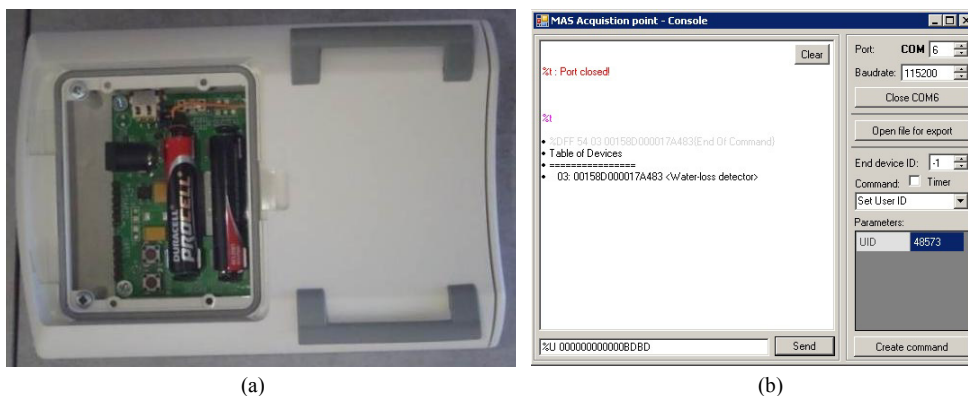 DURACELL
PROCELL
MAS Acquistion point - Console
Clear
%t : Port closed!
%t
• %DFF 54 03 00158D000017A483(End Of Command)
• Table of Devices
• ================
• 03: 00158D000017A483 <Water-loss detector>
%U 000000000000BDBD
Send
Port: COM 6
Baudrate: 115200
Close COM6
Open file for export
End device ID: -1
Command: Timer
Set User ID
Parameters:
UID 48573
Create command
(a)
(b)